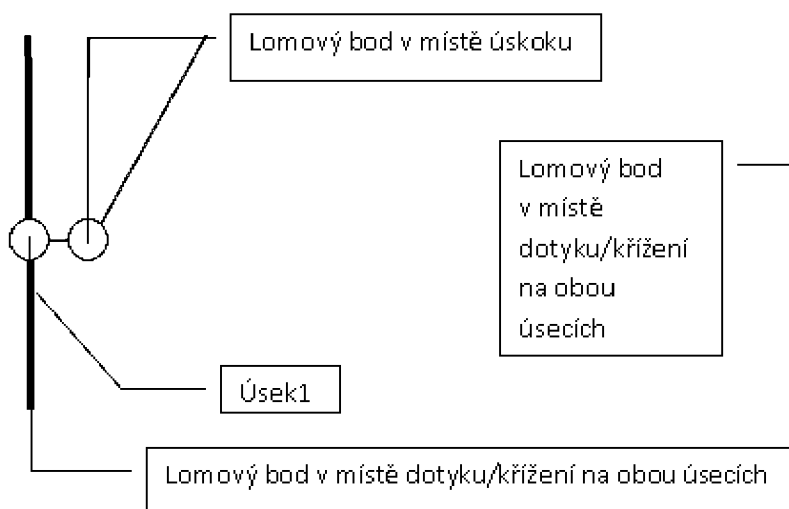 Lomový bod v místě úskoku
Lomový bod
v místě
dotyku/křížení
na obou
úsecích
Úsek1
Lomový bod v místě dotyku/křížení na obou úsecích